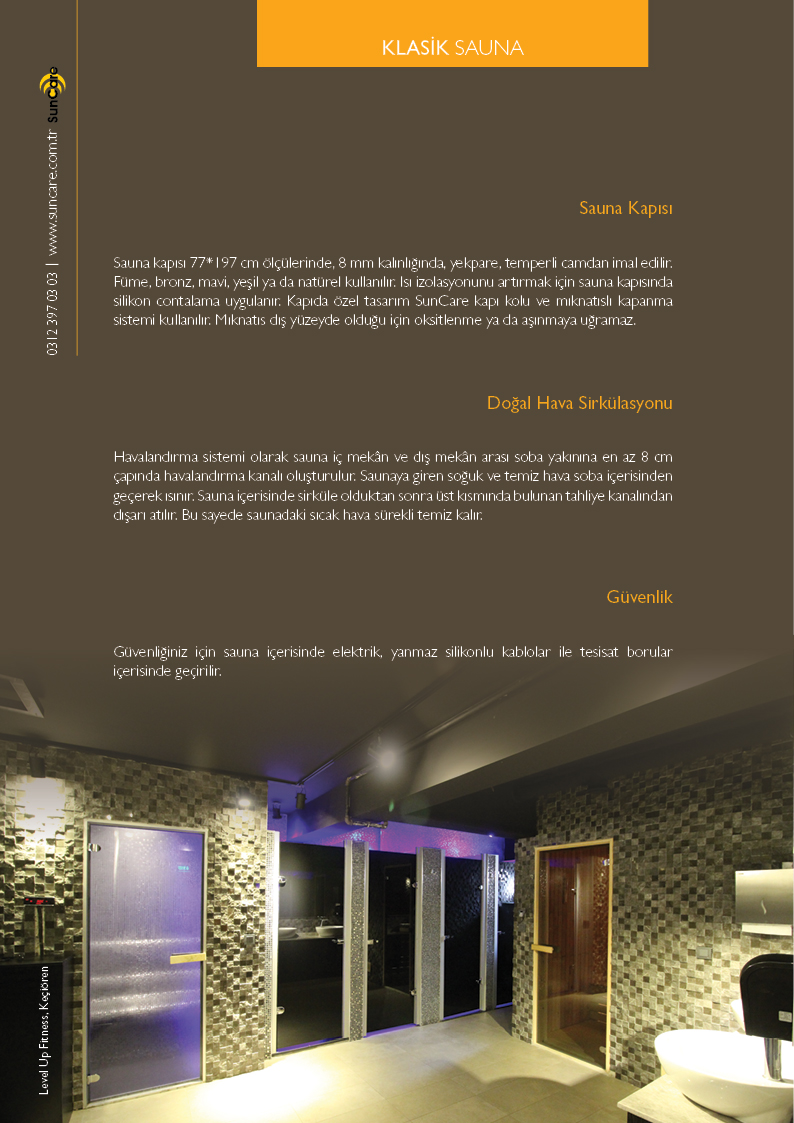 KLASİK SAUNA
SunCare
0312 397 03 03 | www.suncare.com.tr
Sauna Kapısı
Sauna kapısı 77*197 cm ölçülerinde, 8 mm kalınlığında, yekpare, temperli camdan imal edilir.
Füme, bronz, mavi, yeşil ya da natürel kullanılır. Isı izolasyonunu artırmak için sauna kapısında
silikon contalama uygulanır. Kapıda özel tasarım SunCare kapı kolu ve mıknatıslı kapanma
sistemi kullanılır. Mıknatıs dış yüzeyde olduğu için oksitlenme ya da aşınmaya uğramaz.
Doğal Hava Sirkülasyonu
Havalandırma sistemi olarak sauna iç mekân ve dış mekân arası soba yakınına en az 8 cm
çapında havalandırma kanalı oluşturulur. Saunaya giren soğuk ve temiz hava soba içerisinden
geçerek ısınır. Sauna içerisinde sirküle olduktan sonra üst kısmında bulunan tahliye kanalından
dışarı atılır. Bu sayede saunadaki sıcak hava sürekli temiz kalır.
Güvenlik
Güvenliğiniz için sauna içerisinde elektrik, yanmaz silikonlu kablolar ile tesisat borular
içerisinde geçirilir.
Level Up Fitness, Keçiören